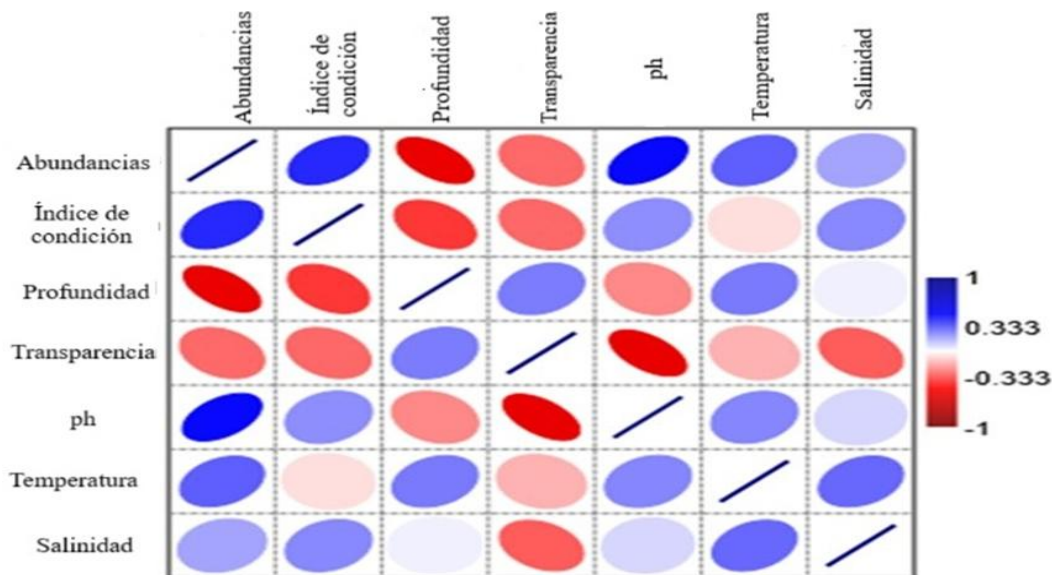 Abundancias
Índice de
condición
Profundidad
Transparencia
ph
Temperatura
Salinidad
Abundancias
Índice de
condición
Profundidad
Transparencia
ph
Temperatura
Salinidad
1
0.333
-0.333
-1